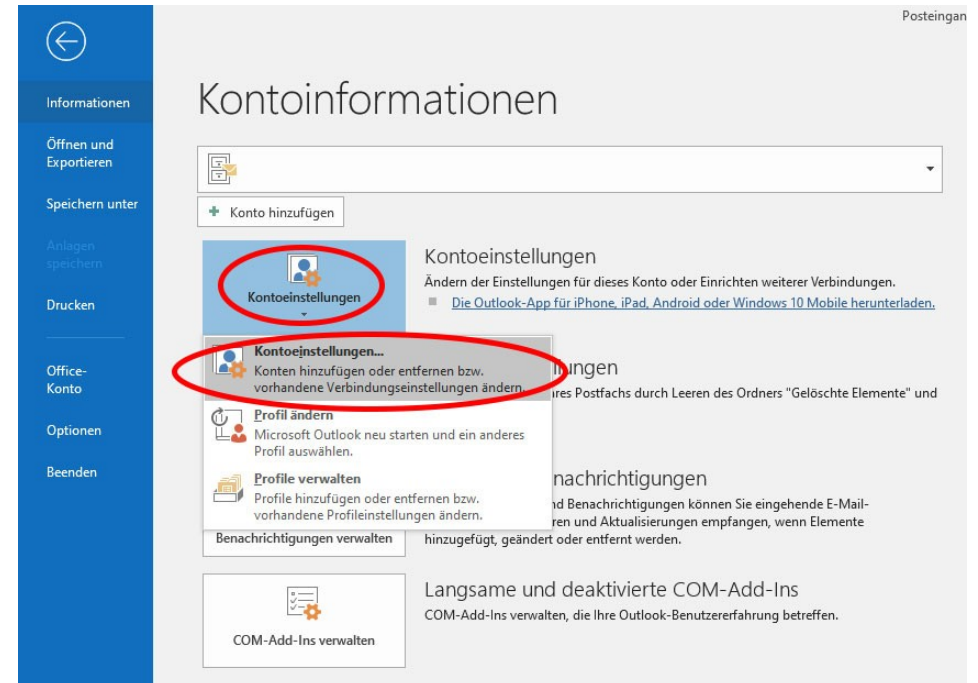 Posteingan
Informationen
Öffnen und
Exportieren
Speichern unter
Anlagen
speichern
Drucken
Office-
Konto
Optionen
Beenden
Kontoinformationen
Konto hinzufügen
Kontoeinstellungen
Kontoeinstellungen
Ändern der Einstellungen für dieses Konto oder Einrichten weiterer Verbindungen.
Die Outlook-App für iPhone, iPad, Android oder Windows 10 Mobile herunterladen.
Kontoeinstellungen...
Konten hinzufügen oder entfernen bzw.
vorhandene Verbindungseinstellungen ändern.
Profil ändern
Microsoft Outlook neu starten und ein anderes
Profil auswählen.
Profile verwalten
Profile hinzufügen oder entfernen bzw.
vorhandene Profileinstellungen ändern.
llungen
res Postfachs durch Leeren des Ordners "Gelöschte Elemente" und
Benachrichtigungen verwalten
nachrichtigungen
nd Benachrichtigungen können Sie eingehende E-Mail-
ren und Aktualisierungen empfangen, wenn Elemente
hinzugefügt, geändert oder entfernt werden.
COM-Add-Ins verwalten
Langsame und deaktivierte COM-Add-Ins
COM-Add-Ins verwalten, die Ihre Outlook-Benutzererfahrung betreffen.